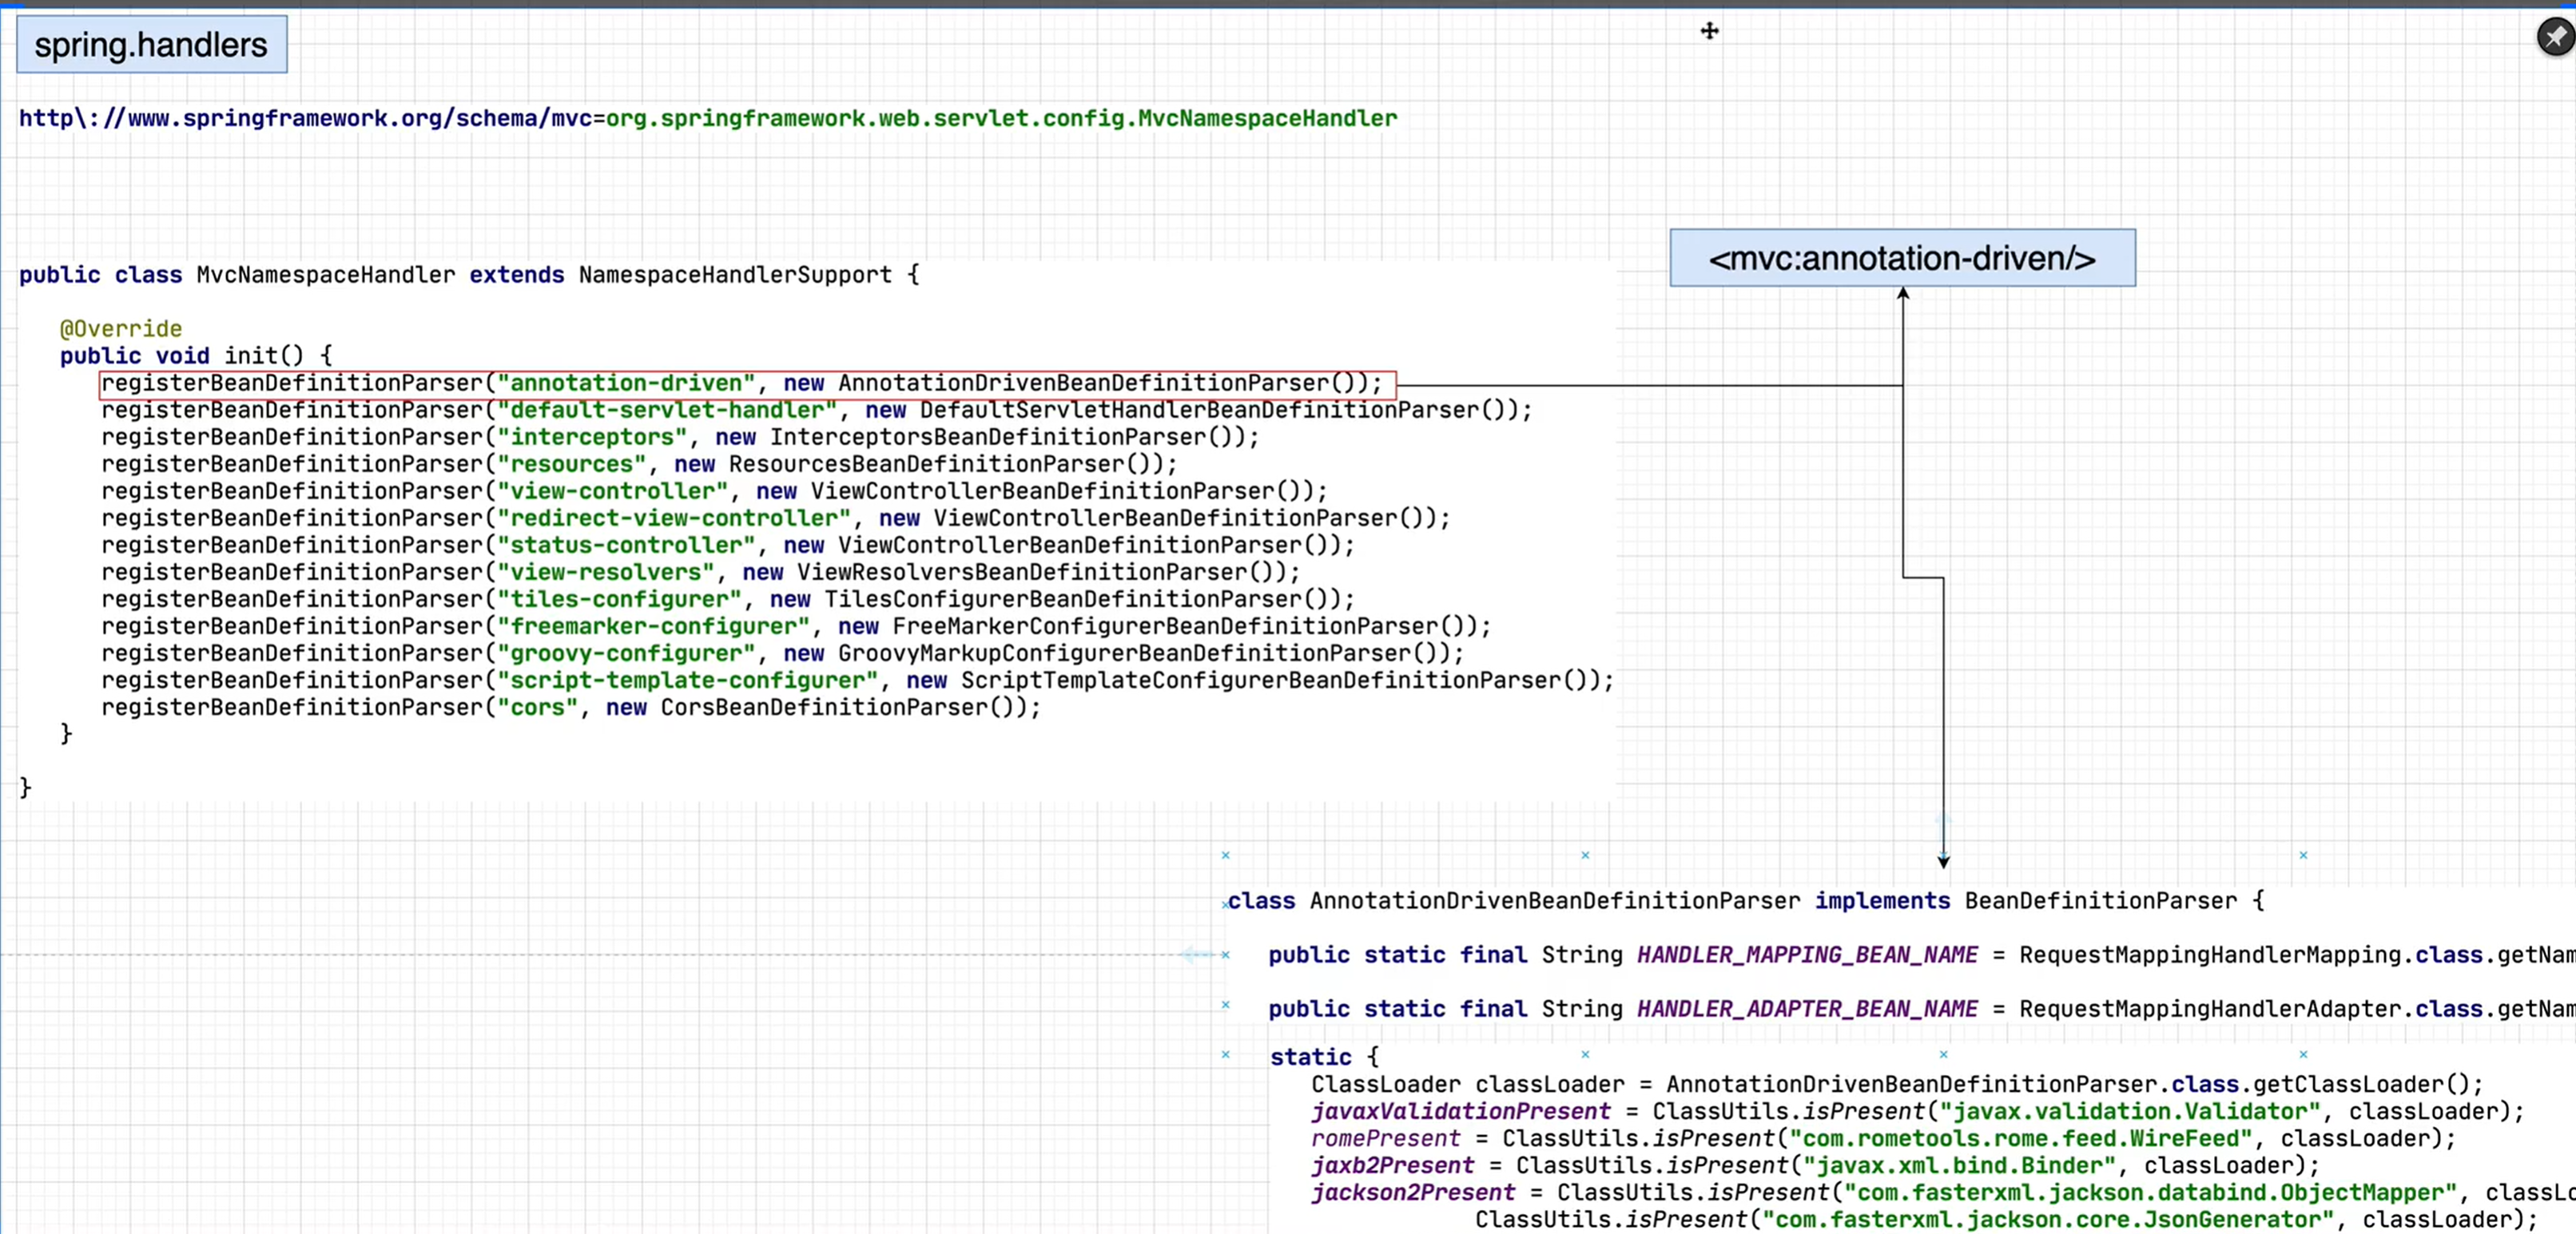 spring.handlers
http\://www.springframework.org/schema/mvc=org.springframework.web.servlet.config.MvcNamespaceHandler
<mvc:annotation-driven/>
public class MvcNamespaceHandler extends NamespaceHandlerSupport {
@Override
public void init() {
registerBeanDefinitionParser("annotation-driven", new AnnotationDrivenBeanDefinitionParser());
registerBeanDefinitionParser("default-servlet-handler", new DefaultServletHandlerBeanDefinitionParser());
registerBeanDefinitionParser("interceptors", new InterceptorsBeanDefinitionParser());
registerBeanDefinitionParser("resources", new ResourcesBeanDefinitionParser());
registerBeanDefinitionParser("view-controller", new ViewControllerBeanDefinitionParser());
registerBeanDefinitionParser("redirect-view-controller", new ViewControllerBeanDefinitionParser());
registerBeanDefinitionParser("status-controller", new ViewControllerBeanDefinitionParser());
registerBeanDefinitionParser("view-resolvers", new ViewResolversBeanDefinitionParser());
registerBeanDefinitionParser("tiles-configurer", new TilesConfigurerBeanDefinitionParser());
registerBeanDefinitionParser("freemarker-configurer", new FreeMarkerConfigurerBeanDefinitionParser());
registerBeanDefinitionParser("groovy-configurer", new GroovyMarkupConfigurerBeanDefinitionParser());
registerBeanDefinitionParser("script-template-configurer", new ScriptTemplateConfigurerBeanDefinitionParser());
registerBeanDefinitionParser("cors", new CorsBeanDefinitionParser());
}
}
class AnnotationDrivenBeanDefinitionParser implements BeanDefinitionParser {
public static final String HANDLER_MAPPING_BEAN_NAME = RequestMappingHandlerMapping.class.getNam
public static final String HANDLER_ADAPTER_BEAN_NAME = RequestMappingHandlerAdapter.class.getNam
static {
ClassLoader classLoader = AnnotationDrivenBeanDefinitionParser.class.getClassLoader();
javaxValidationPresent = ClassUtils.isPresent("javax.validation.Validator", classLoader);
romePresent = ClassUtils.isPresent("com.rometools.rome.feed.WireFeed", classLoader);
jaxb2Present = ClassUtils.isPresent("javax.xml.bind.Binder", classLoader);
jackson2Present = ClassUtils.isPresent("com.fasterxml.jackson.databind.ObjectMapper", classLo
ClassUtils.isPresent("com.fasterxml.jackson.core.JsonGenerator", classLoader);